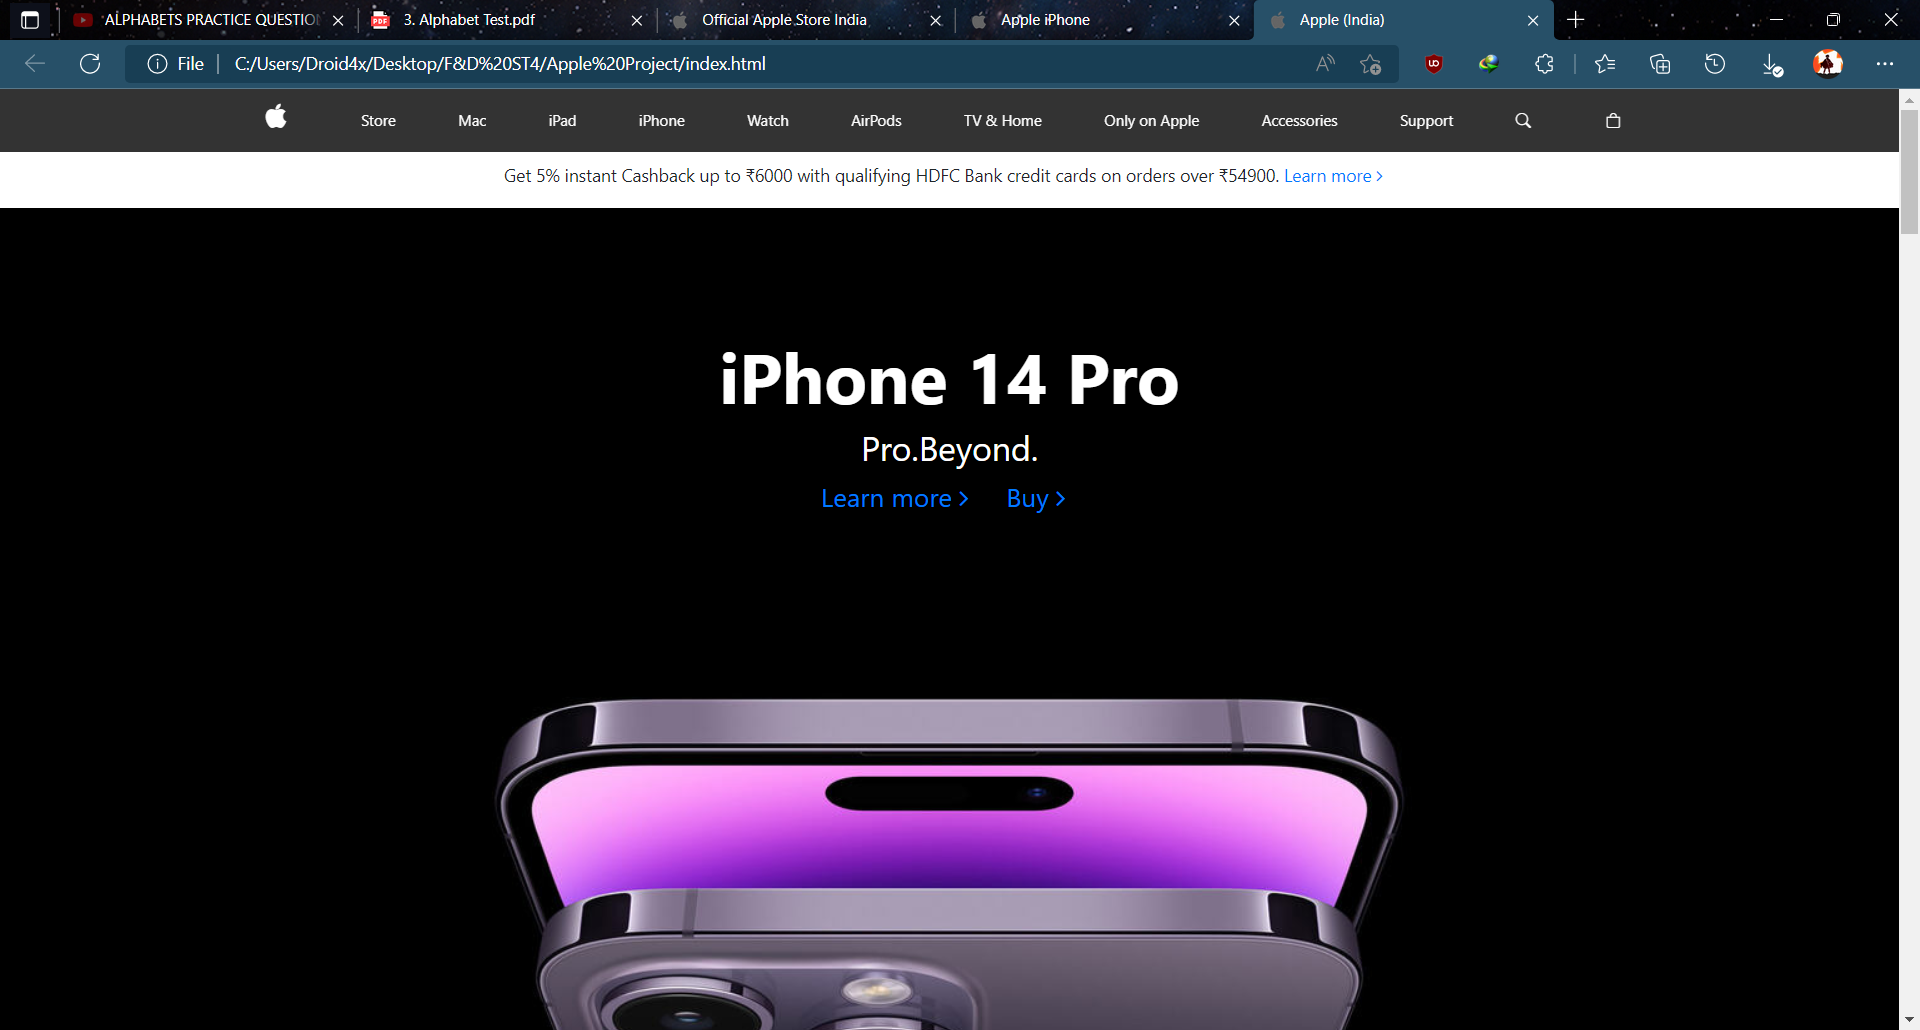 ALPHABETS PRACTICE QUESTIO
3. Alphabet Test.pdf
Official Apple Store India
Apple iPhone
Apple (India)
File
C:/Users/Droid4x/Desktop/F&D%20ST4/Apple%20Project/index.html
Store Mac iPad iPhone Watch AirPods TV & Home Only on Apple Accessories Support
Get 5% instant Cashback up to ₹6000 with qualifying HDFC Bank credit cards on orders over ₹54900. Learn more >
iPhone 14 Pro
Pro.Beyond.
Learn more > Buy >